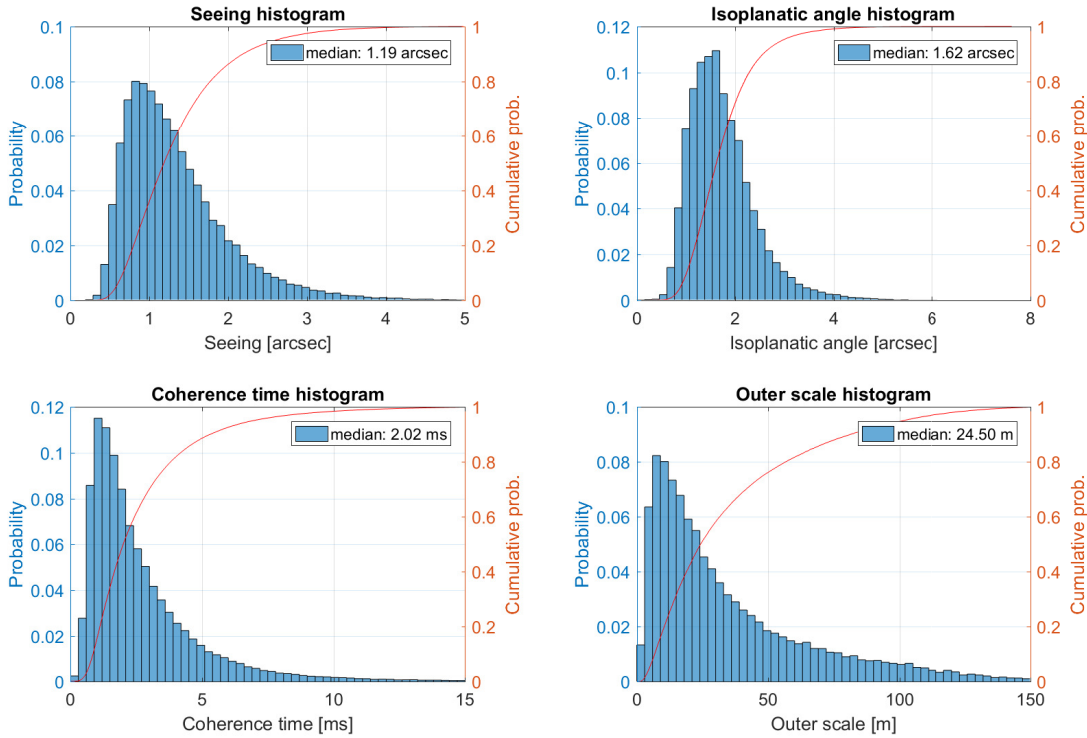 Seeing histogram
median: 1.19 arcsec
Probability
Cumulative prob.
0.1
0.08
0.06
0.04
0.02
0
1
0.8
0.6
0.4
0.2
0
0 1 2 3 4 5
Seeing [arcsec]
Isoplanatic angle histogram
median: 1.62 arcsec
Probability
Cumulative prob.
0.12
0.1
0.08
0.06
0.04
0.02
0
1
0.8
0.6
0.4
0.2
0
0 2 4 6 8
Isoplanatic angle [arcsec]
Coherence time histogram
median: 2.02 ms
Probability
Cumulative prob.
0.12
0.1
0.08
0.06
0.04
0.02
0
1
0.8
0.6
0.4
0.2
0
0 5 10 15
Coherence time [ms]
Outer scale histogram
median: 24.50 m
Probability
Cumulative prob.
0.1
0.08
0.06
0.04
0.02
0
1
0.8
0.6
0.4
0.2
0
0 50 100 150
Outer scale [m]